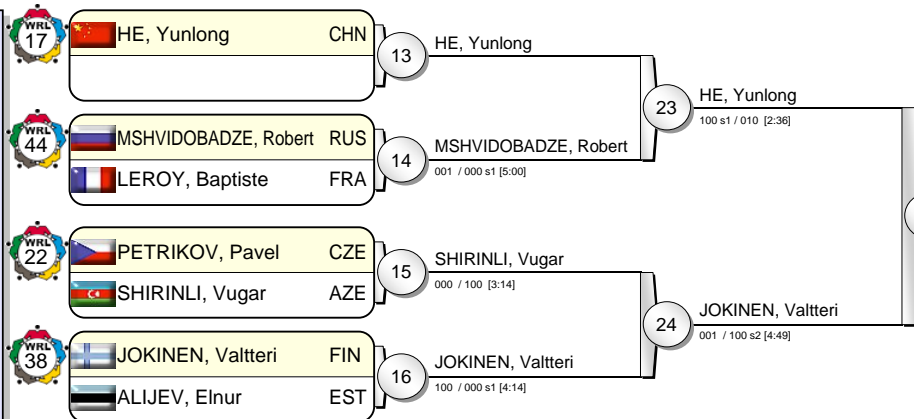 WRL
17
HE, Yunlong CHN
13
HE, Yunlong
WRL
44
MSHVIDOBADZE, Robert RUS
LEROY, Baptiste FRA
14
MSHVIDOBADZE, Robert
001 / 000 s1 [5:00]
23
HE, Yunlong
100 s1 / 010 [2:36]
WRL
22
PETRIKOV, Pavel CZE
SHIRINLI, Vugar AZE
15
SHIRINLI, Vugar
000 / 100 [3:14]
WRL
38
JOKINEN, Valtteri FIN
ALIJEV, Elnur EST
16
JOKINEN, Valtteri
100 / 000 s1 [4:14]
24
JOKINEN, Valtteri
001 / 100 s2 [4:49]